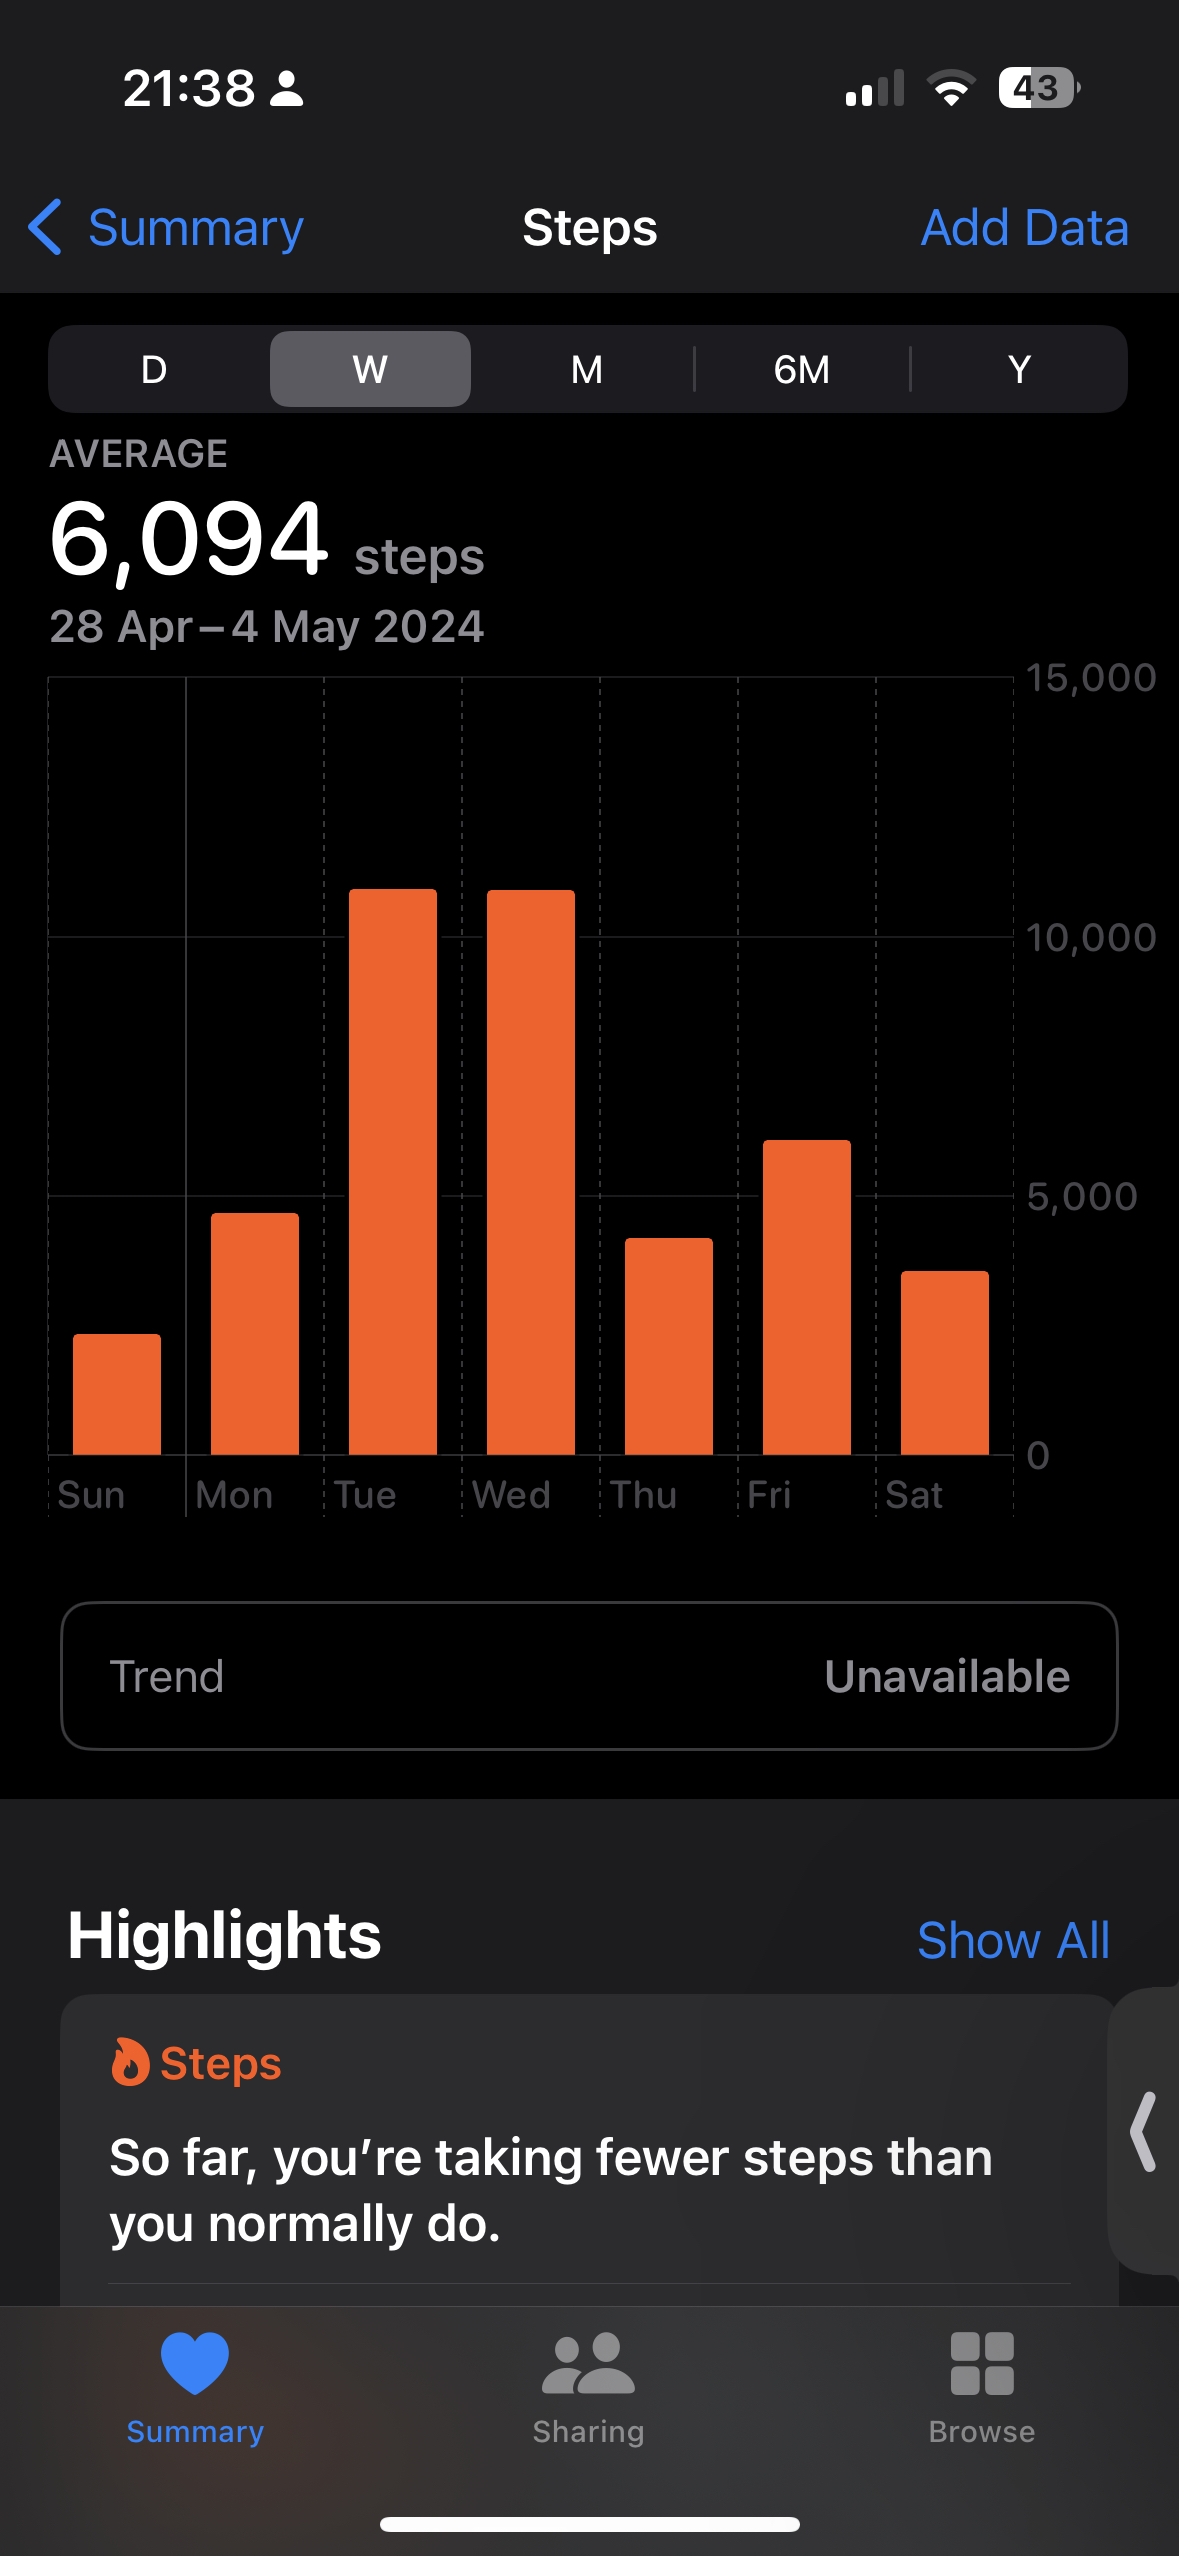 21:38
43
Summary
Steps
Add Data
D W M 6M Y
AVERAGE
6,094 steps
28 Apr – 4 May 2024
15,000
10,000
5,000
0
Sun Mon Tue Wed Thu Fri Sat
Trend Unavailable
Highlights
Show All
Steps
So far, you’re taking fewer steps than
you normally do.
Summary Sharing Browse